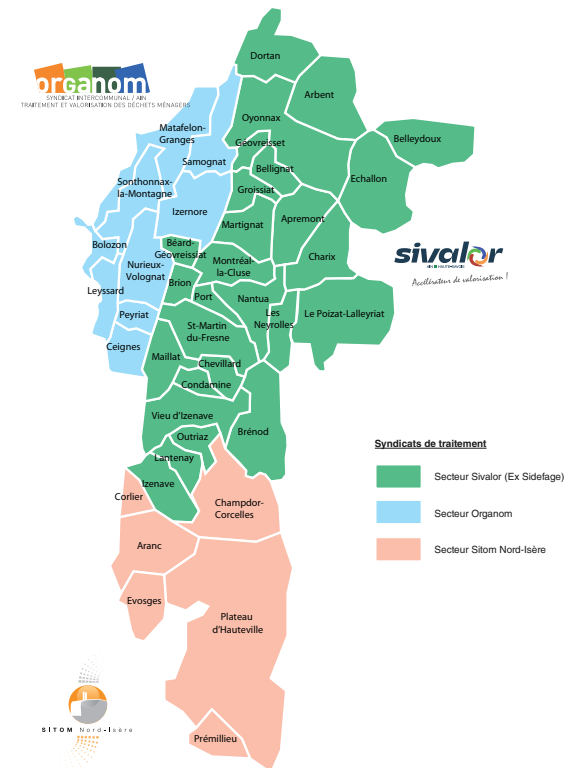 organom
SYNDICAT INTERCOMMUNAL / AIN
TRAITEMENT ET VALORISATION DES DÉCHETS MÉNAGERS
Dortan
Arbent
Oyonnax
Matafelon-
Granges
Géovreisset
Belleydoux
Samognat
Bellignat
Echallon
Sonthonnax-
la-Montagne
Groissiat
Izernore
Apremont
Martignat
Bolozon
Béard-
Géovreissiat
Charix
sivalor
AIN HAUTE-SAVOIE
Accélérateur de valorisation !
Nurieux-
Volognat
Montréal-
la-Cluse
Leyssard
Brion
Port
Nantua
Peyriat
Les
Neyrolles
Le Poizat-Lalleyriat
St-Martin
du-Fresne
Ceignes
Maillat
Chevillard
Condamine
Vieu d'Izenave
Outriaz
Brénod
Lantenay
Izenave
Corlier
Champdor-
Corcelles
Aranc
Evosges
Plateau
d'Hauteville
Prémillieu
Syndicats de traitement
Secteur Sivalor (Ex Sidefage)
Secteur Organom
Secteur Sitom Nord-Isère
SITOM Nord-Isère